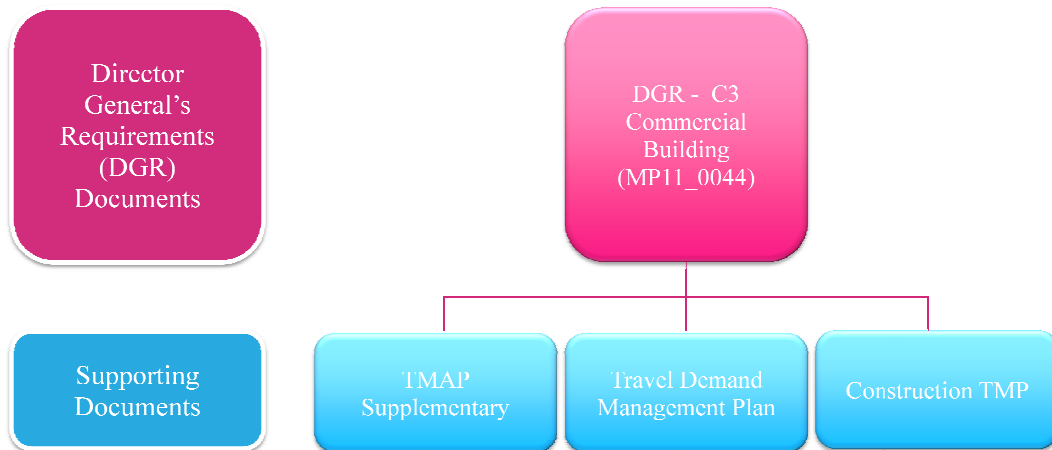 Director
General’s
Requirements
(DGR)
Documents
DGR - C3
Commercial
Building
(MP11_0044)
Supporting
Documents
TMAP
Supplementary
Travel Demand
Management Plan
Construction TMP